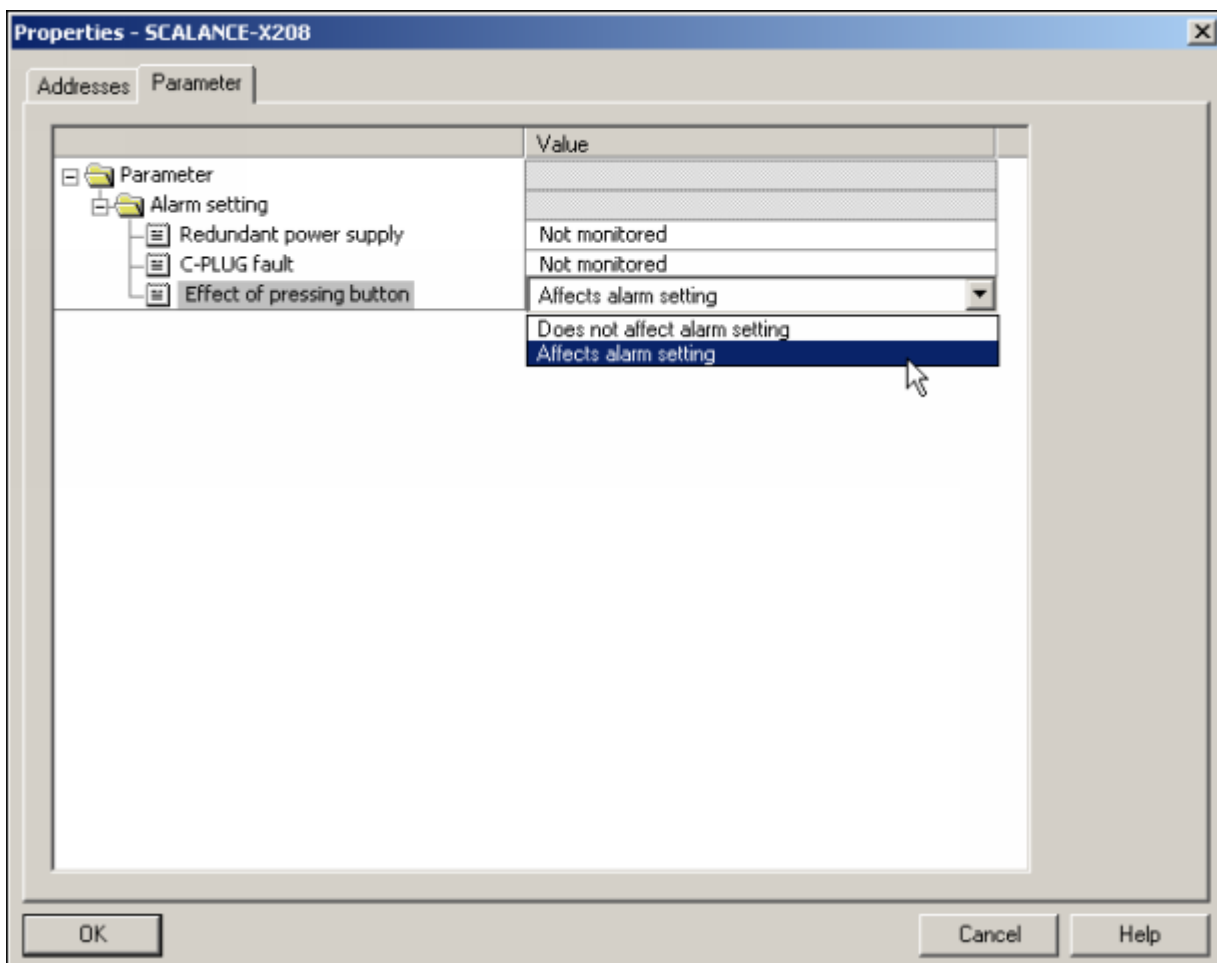 Properties - SCALANCE-X208
Addresses Parameter
Value
Parameter
Alarm setting
Redundant power supply Not monitored
C-PLUG fault Not monitored
Effect of pressing button Affects alarm setting
Does not affect alarm setting
Affects alarm setting
OK Cancel Help